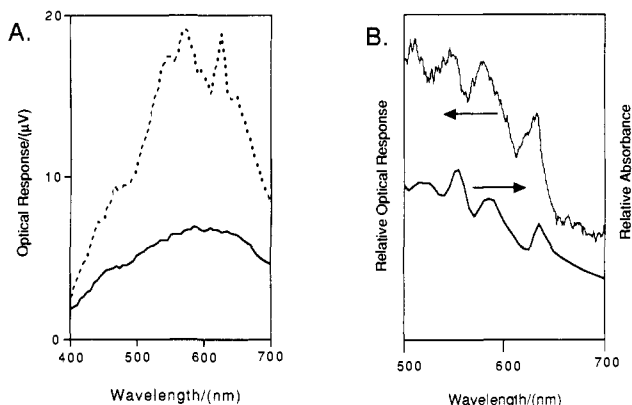 A.
20
10
0
Optical Response/(µV)
400 500 600 700
Wavelength/(nm)
B.
Relative Optical Response
Relative Absorbance
500 600 700
Wavelength/(nm)